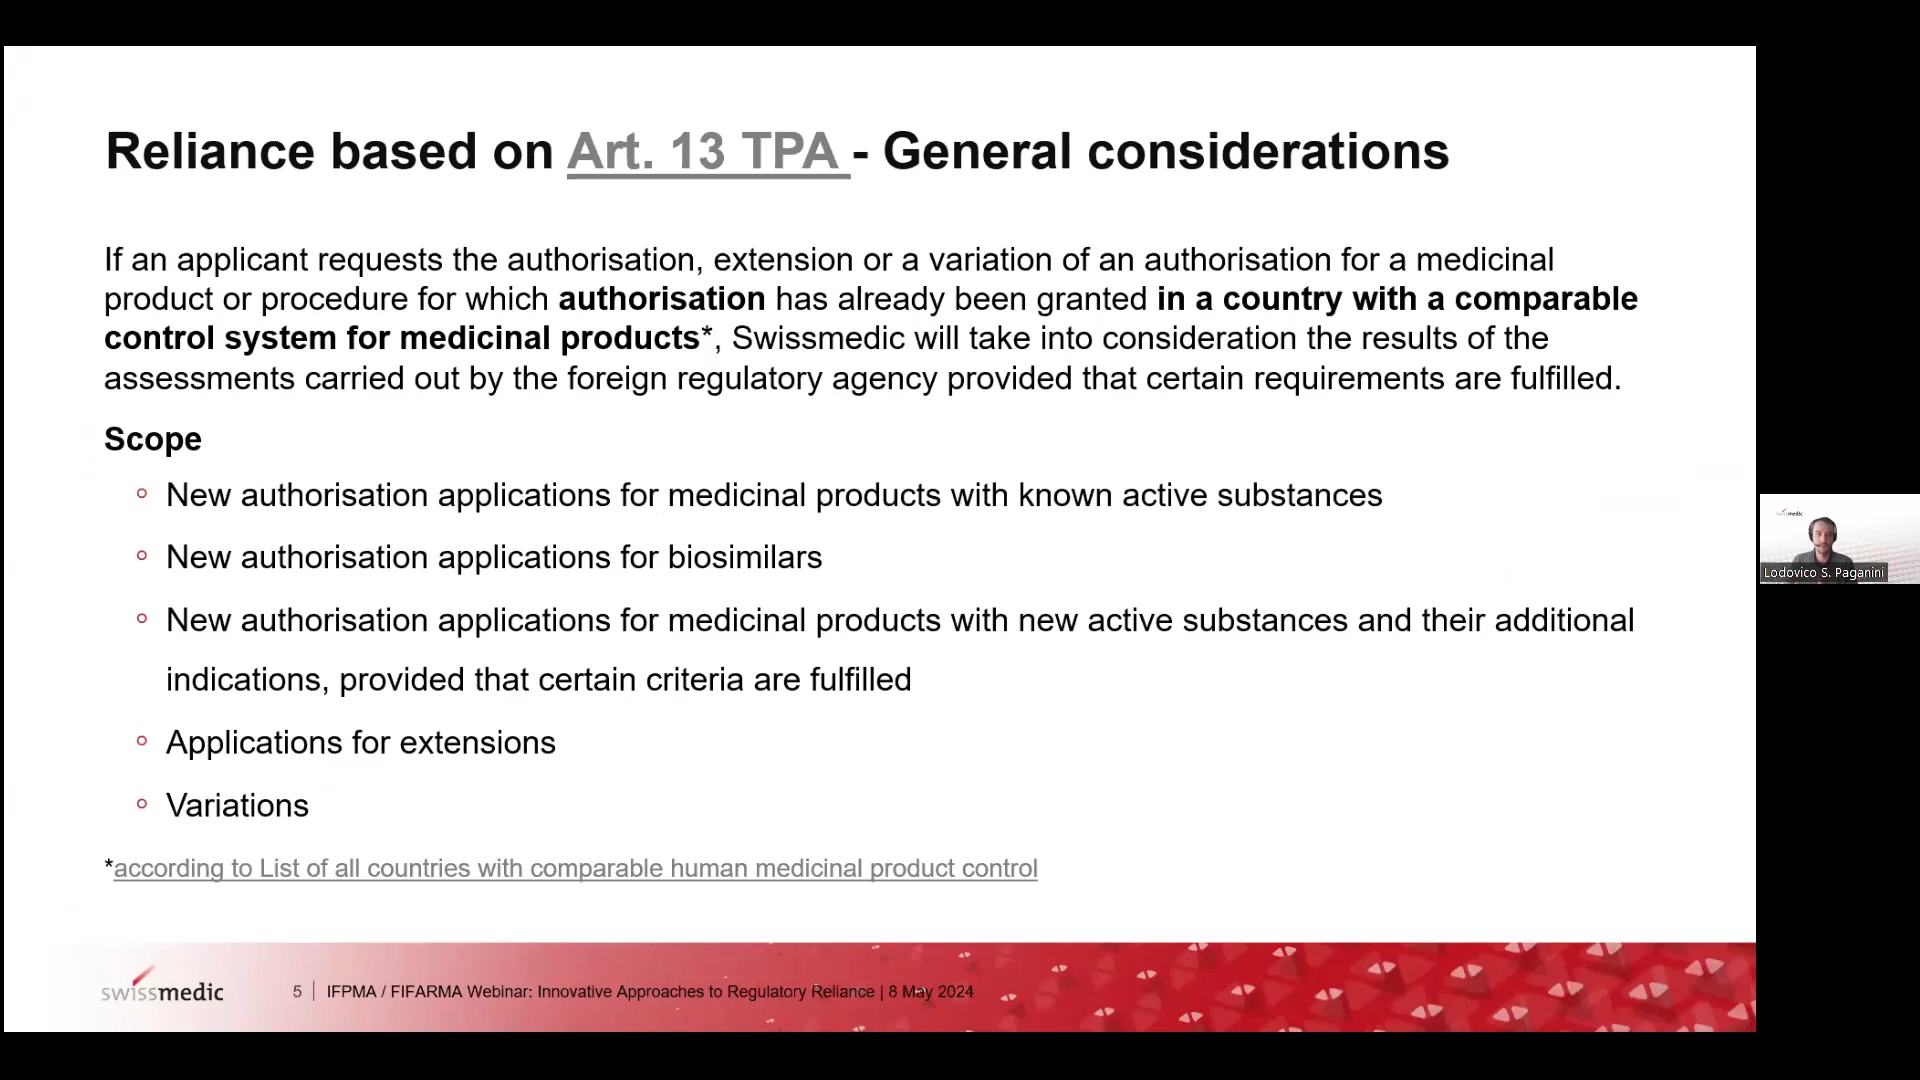 Reliance based on Art. 13 TPA - General considerations
If an applicant requests the authorisation, extension or a variation of an authorisation for a medicinal
product or procedure for which authorisation has already been granted in a country with a comparable
control system for medicinal products*, Swissmedic will take into consideration the results of the
assessments carried out by the foreign regulatory agency provided that certain requirements are fulfilled.
Scope
New authorisation applications for medicinal products with known active substances
New authorisation applications for biosimilars
New authorisation applications for medicinal products with new active substances and their additional
indications, provided that certain criteria are fulfilled
Applications for extensions
Variations
*according to List of all countries with comparable human medicinal product control
swissmedic
5 | IFPMA / FIFARMA Webinar: Innovative Approaches to Regulatory Reliance | 8 May 2024
swissmedic
Lodovico S. Paganini